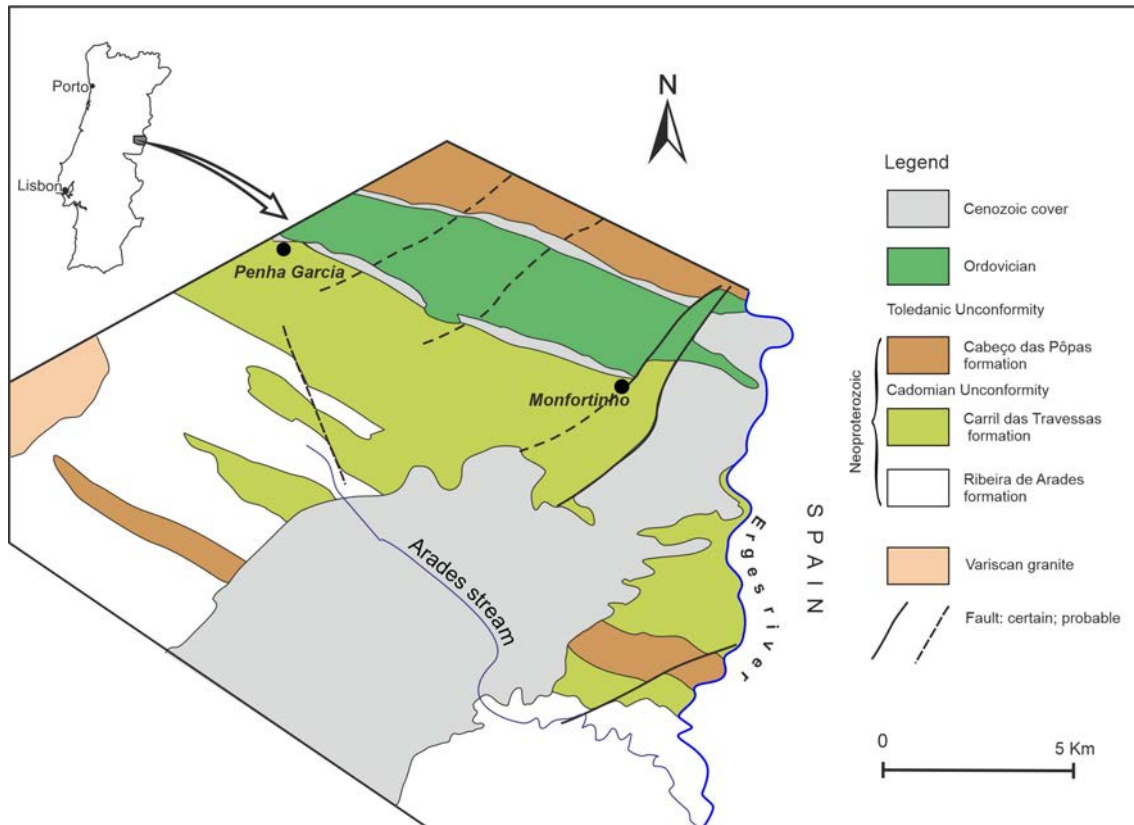 Porto
Lisbon
N
Penha Garcia
Monfortinho
Arades stream
Erges river
SPAIN
Legend
Cenozoic cover
Ordovician
Toledanic Unconformity
Neoproterozoic
Cabeço das Pôpas
formation
Cadomian Unconformity
Carril das Travessas
formation
Ribeira de Arades
formation
Variscan granite
Fault: certain; probable
0 5 Km